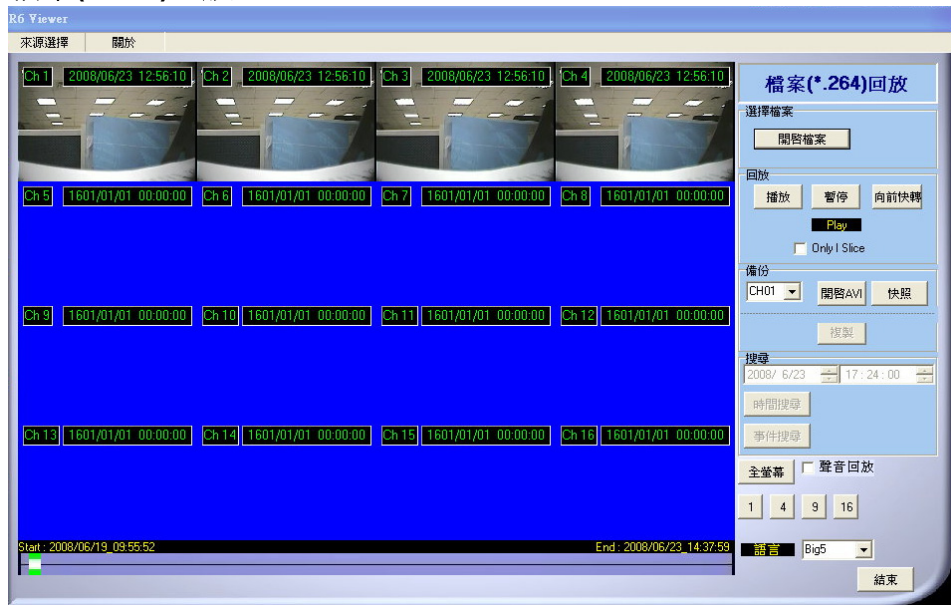 R6 Viewer
來源選擇 關於
Ch 1 2008/06/23 12:56:10 Ch 2 2008/06/23 12:56:10 Ch 3 2008/06/23 12:56:10 Ch 4 2008/06/23 12:56:10
Ch 5 1601/01/01 00:00:00 Ch 6 1601/01/01 00:00:00 Ch 7 1601/01/01 00:00:00 Ch 8 1601/01/01 00:00:00
Ch 9 1601/01/01 00:00:00 Ch 10 1601/01/01 00:00:00 Ch 11 1601/01/01 00:00:00 Ch 12 1601/01/01 00:00:00
Ch 13 1601/01/01 00:00:00 Ch 14 1601/01/01 00:00:00 Ch 15 1601/01/01 00:00:00 Ch 16 1601/01/01 00:00:00
Start : 2008/06/19_09:55:52 End : 2008/06/23_14:37:59
檔案(*.264)回放
選擇檔案
開啓檔案
回放
播放 暫停 向前快轉
Play
Only I Slice
備份
CH01 開啓AVI 快照
複製
搜尋
2008/ 6/23 17 : 24 : 00
時間搜尋
事件搜尋
全螢幕 聲音回放
1 4 9 16
語言 Big5
結束